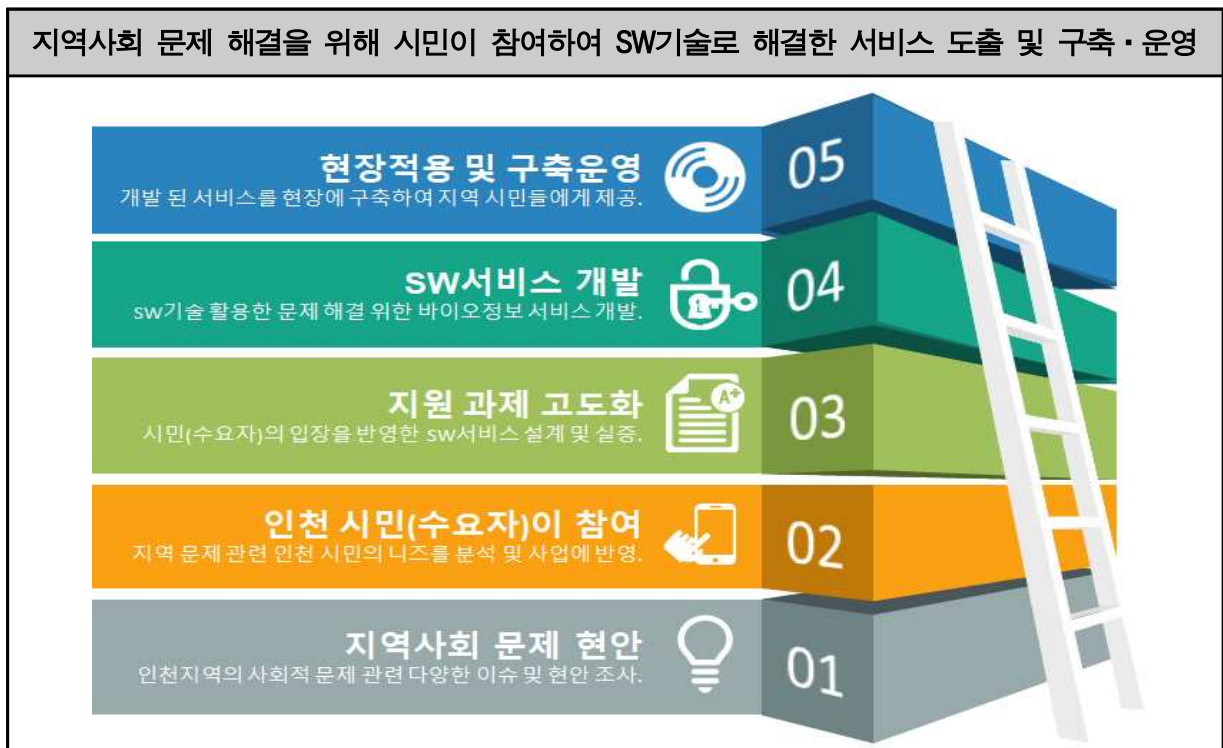 지역사회 문제 해결을 위해 시민이 참여하여 SW기술로 해결한 서비스 도출 및 구축·운영
현장적용 및 구축운영
개발 된 서비스를 현장에 구축하여 지역 시민들에게 제공.
05
SW서비스 개발
sw기술 활용한 문제 해결 위한 바이오정보 서비스 개발.
04
지원 과제 고도화
시민(수요자)의 입장을 반영한 sw서비스 설계 및 실증.
A+
03
인천 시민(수요자)이 참여
지역 문제 관련 인천 시민의 니즈를 분석 및 사업에 반영.
02
지역사회 문제 현안
인천지역의 사회적 문제 관련 다양한 이슈 및 현안 조사.
01